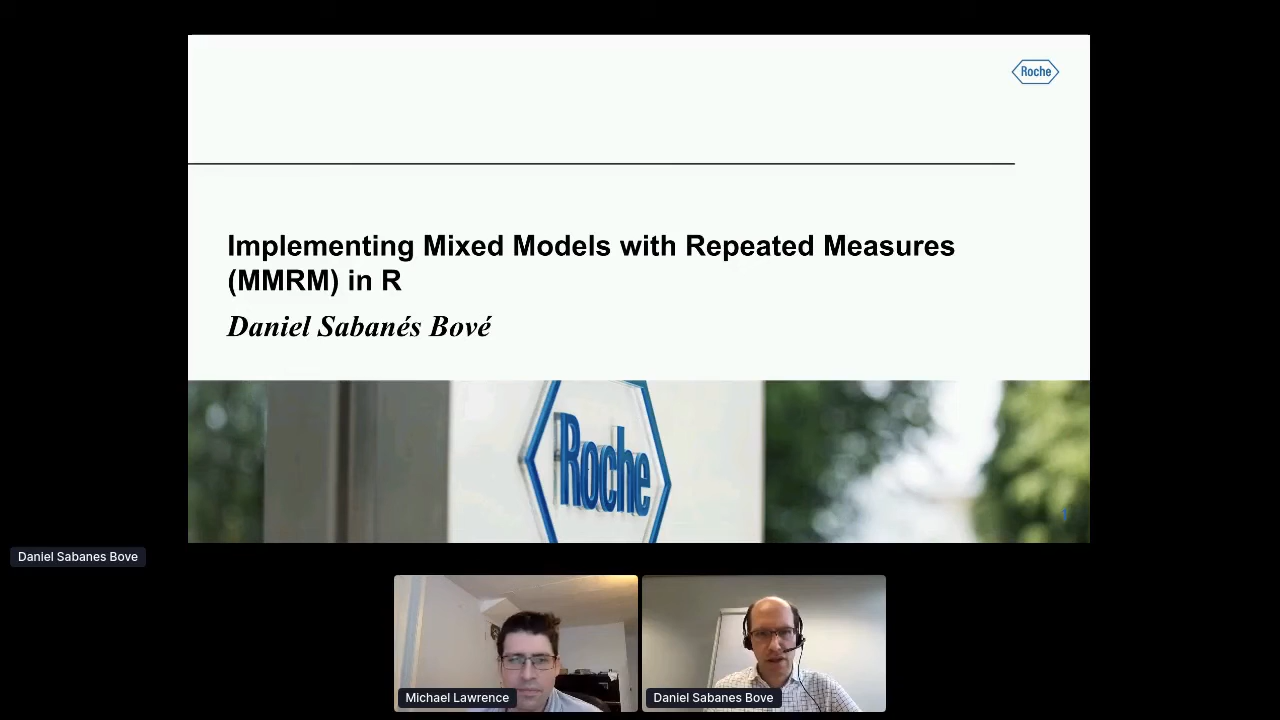 Roche
Implementing Mixed Models with Repeated Measures
(MMRM) in R
Daniel Sabanés Bové
Roche
1
Daniel Sabanes Bove
Michael Lawrence
Daniel Sabanes Bove